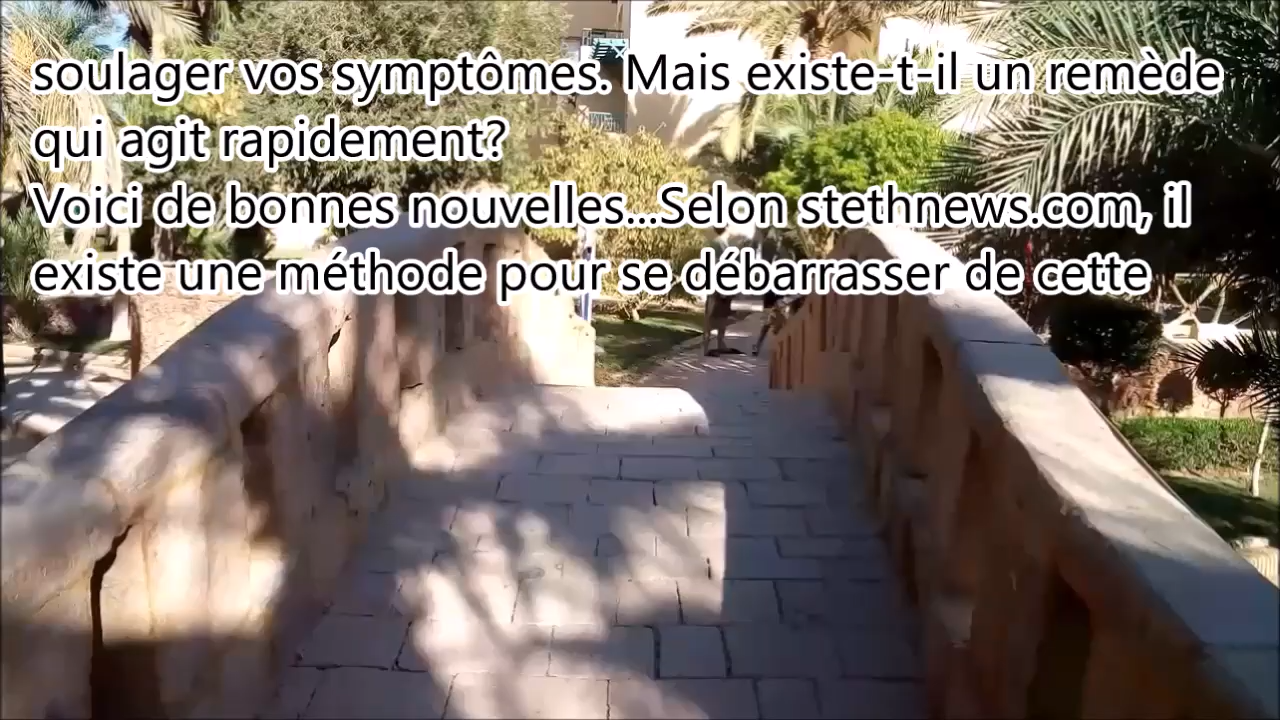 soulager vos symptômes. Mais existe-t-il un remède
qui agit rapidement?
Voici de bonnes nouvelles...Selon stethnews.com, il
existe une méthode pour se débarrasser de cette